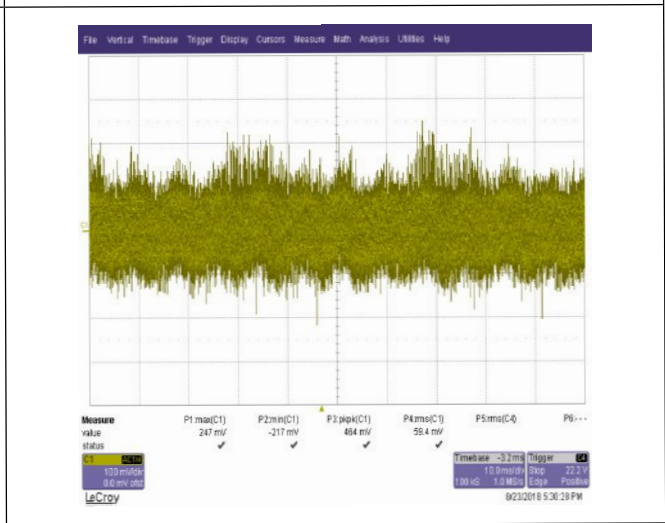 File Vertical Timebase Trigger Display Cursors Measure Math Analysis Utilities Help
C1
Measure P1:max(C1) P2:min(C1) P3:pkpk(C1) P4:rms(C1) P5:rms(C4) P6:- - -
value 247 mV -217 mV 464 mV 59.4 mV
status ✔ ✔ ✔ ✔
C1
100 mV/div
0.0 mV ofst
Timebase -3.2 ms Trigger C4
10.0 ms/div Stop 22.2 V
100 kS 1.0 MS/s Edge Positive
LeCroy
8/23/2018 5:30:28 PM